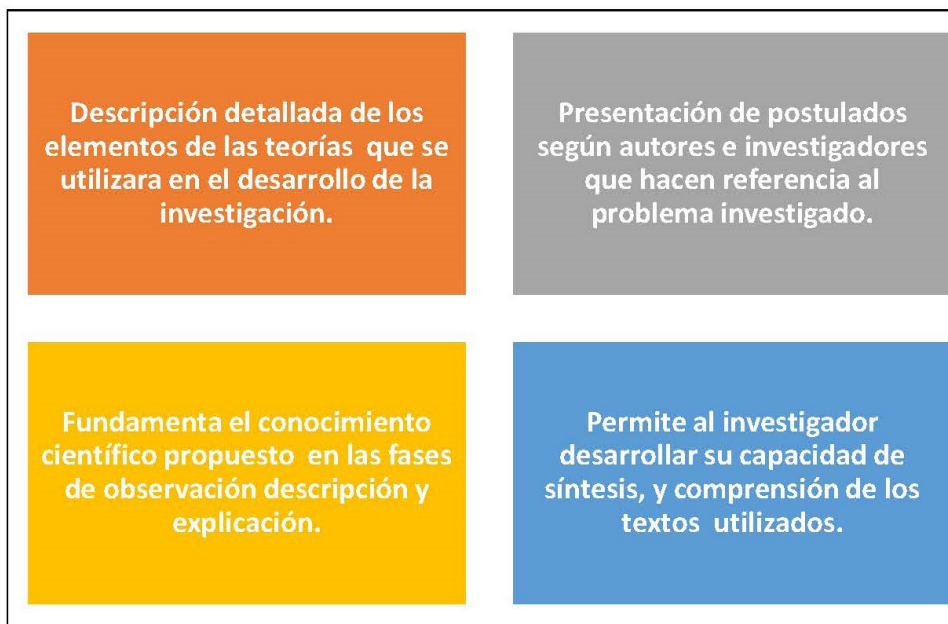 Descripción detallada de los
elementos de las teorías que se
utilizara en el desarrollo de la
investigación.
Presentación de postulados
según autores e investigadores
que hacen referencia al
problema investigado.
Fundamenta el conocimiento
científico propuesto en las fases
de observación descripción y
explicación.
Permite al investigador
desarrollar su capacidad de
síntesis, y comprensión de los
textos utilizados.